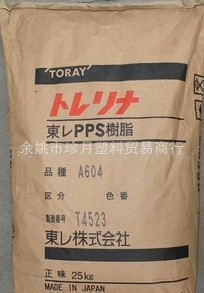 'TORAY'
トレリナ
東レPPS樹脂
余姚市珍月塑料贸易商行
品種 A604
区分 色番
製造番号 T4523
東レ株式会社
正味 25kg
MADE IN JAPAN